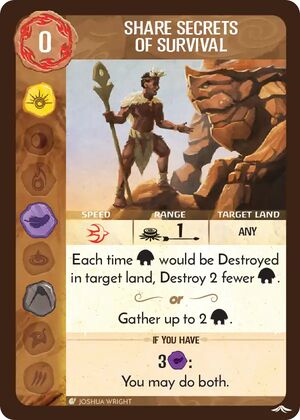 0
SHARE SECRETS
OF SURVIVAL
SPEED RANGE TARGET LAND
1 ANY
Each time would be Destroyed
in target land, Destroy 2 fewer .
or
Gather up to 2 .
IF YOU HAVE
3 :
You may do both.
JOSHUA WRIGHT